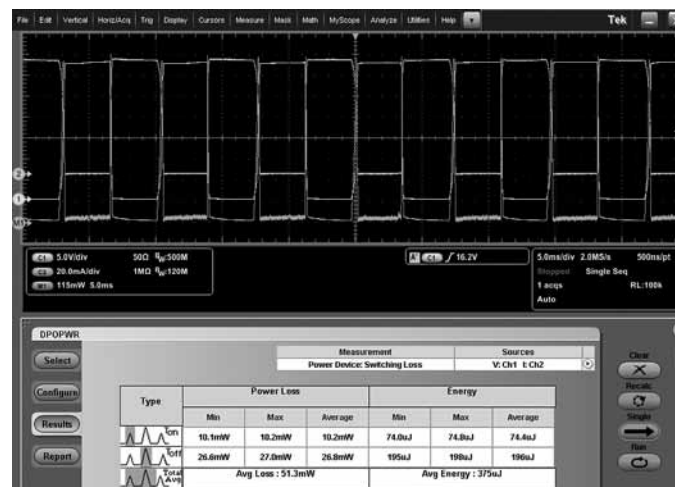 File Edit Vertical Horiz/Acq Trig Display Cursors Measure Mask Math MyScope Analyze Utilities Help Tek
2
1
M1
C1 5.0V/div 50Ω BW:500M
C2 20.0mA/div 1MΩ BW:120M
M1 115mW 5.0ms
A' C1 / 16.2V
5.0ms/div 2.0MS/s 500ns/pt
Stopped Single Seq
1 acqs RL:100k
Auto
DPOPWR
Select
Configure
Results
Report
Measurement Sources
Power Device: Switching Loss V: Ch1 I: Ch2
Type Power Loss Energy
Min Max Average Min Max Average
Ton 10.1mW 10.2mW 10.2mW 74.0uJ 74.8uJ 74.4uJ
Toff 26.6mW 27.0mW 26.8mW 195uJ 198uJ 196uJ
Total Avg Avg Loss : 51.3mW Avg Energy : 375uJ
Clear
Recalc
Single
Run